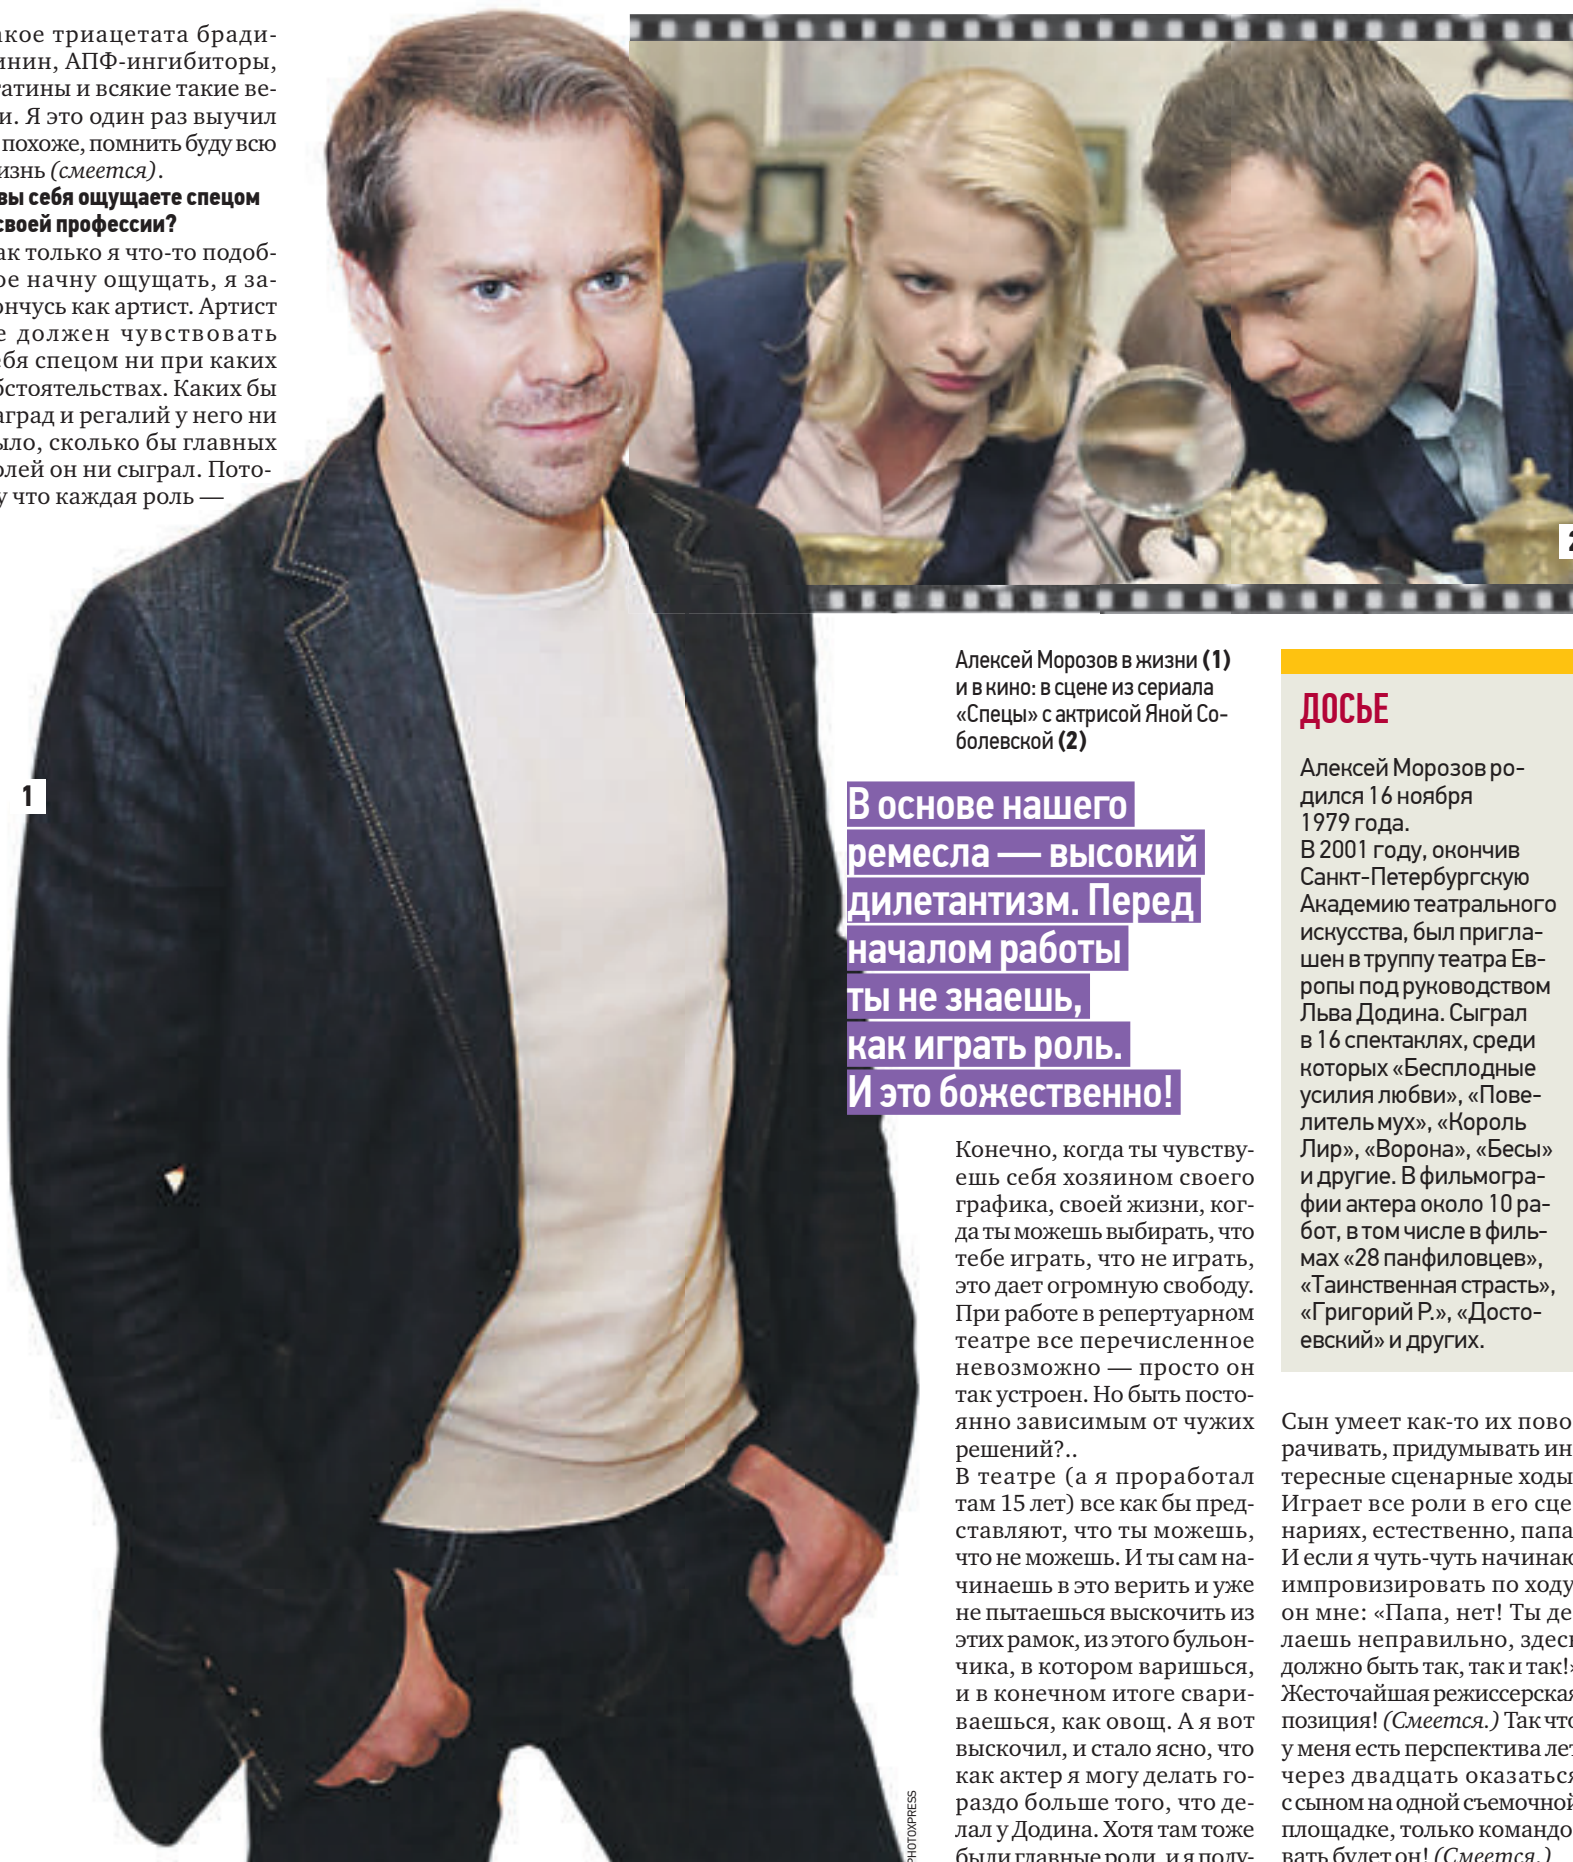 акое триацетата бради-
инин, АПФ-ингибиторы,
татины и всякие такие ве-
и. Я это один раз выучил
похоже, помнить буду всю
изнь (смеется).
вы себя ощущаете спецом
своей профессии?
ак только я что-то подоб-
ое начну ощущать, я за-
ончусь как артист. Артист
е должен чувствовать
ебя спецом ни при каких
бстоятельствах. Каких бы
аград и регалий у него ни
ыло, сколько бы главных
олей он ни сыграл. Пото-
у что каждая роль —
2
1
Алексей Морозов в жизни (1)
и в кино: в сцене из сериала
«Спецы» с актрисой Яной Со-
болевской (2)
В основе нашего
ремесла — высокий
дилетантизм. Перед
началом работы
ты не знаешь,
как играть роль.
И это божественно!
Конечно, когда ты чувству-
ешь себя хозяином своего
графика, своей жизни, ког-
да ты можешь выбирать, что
тебе играть, что не играть,
это дает огромную свободу.
При работе в репертуарном
театре все перечисленное
невозможно — просто он
так устроен. Но быть посто-
янно зависимым от чужих
решений?..
В театре (а я проработал
там 15 лет) все как бы пред-
ставляют, что ты можешь,
что не можешь. И ты сам на-
чинаешь в это верить и уже
не пытаешься выскочить из
этих рамок, из этого бульон-
чика, в котором варишься,
и в конечном итоге свари-
ваешься, как овощ. А я вот
выскочил, и стало ясно, что
как актер я могу делать го-
раздо больше того, что де-
лал у Додина. Хотя там тоже
были главные роли, и я полу-
ДОСЬЕ
Алексей Морозов ро-
дился 16 ноября
1979 года.
В 2001 году, окончив
Санкт-Петербургскую
Академию театрального
искусства, был пригла-
шен в труппу театра Ев-
ропы под руководством
Льва Додина. Сыграл
в 16 спектаклях, среди
которых «Бесплодные
усилия любви», «Пове-
литель мух», «Король
Лир», «Ворона», «Бесы»
и другие. В фильмогра-
фии актера около 10 ра-
бот, в том числе в филь-
мах «28 панфиловцев»,
«Таинственная страсть»,
«Григорий Р.», «Досто-
евский» и других.
Сын умеет как-то их пово
рачивать, придумывать ин
тересные сценарные ходы
Играет все роли в его сце
нариях, естественно, папа
И если я чуть-чуть начинаю
импровизировать по ходу
он мне: «Папа, нет! Ты де
лаешь неправильно, здесь
должно быть так, так и так!»
Жесточайшая режиссерская
позиция! (Смеется.) Так что
у меня есть перспектива лет
через двадцать оказаться
с сыном на одной съемочной
площадке, только командо
вать будет он! (Смеется.)
PHOTOXPRESS